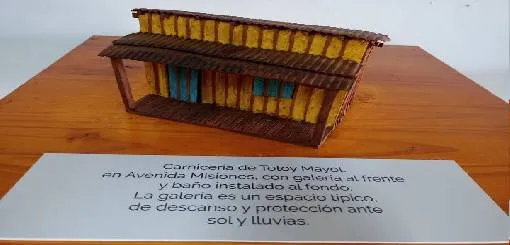 Carnicería de Totoy Mayol.
en Avenida Misiones, con galería al frente
y baño instalado al fondo.
La galería es un espacio típico,
de descanso y protección ante
sol y lluvias.